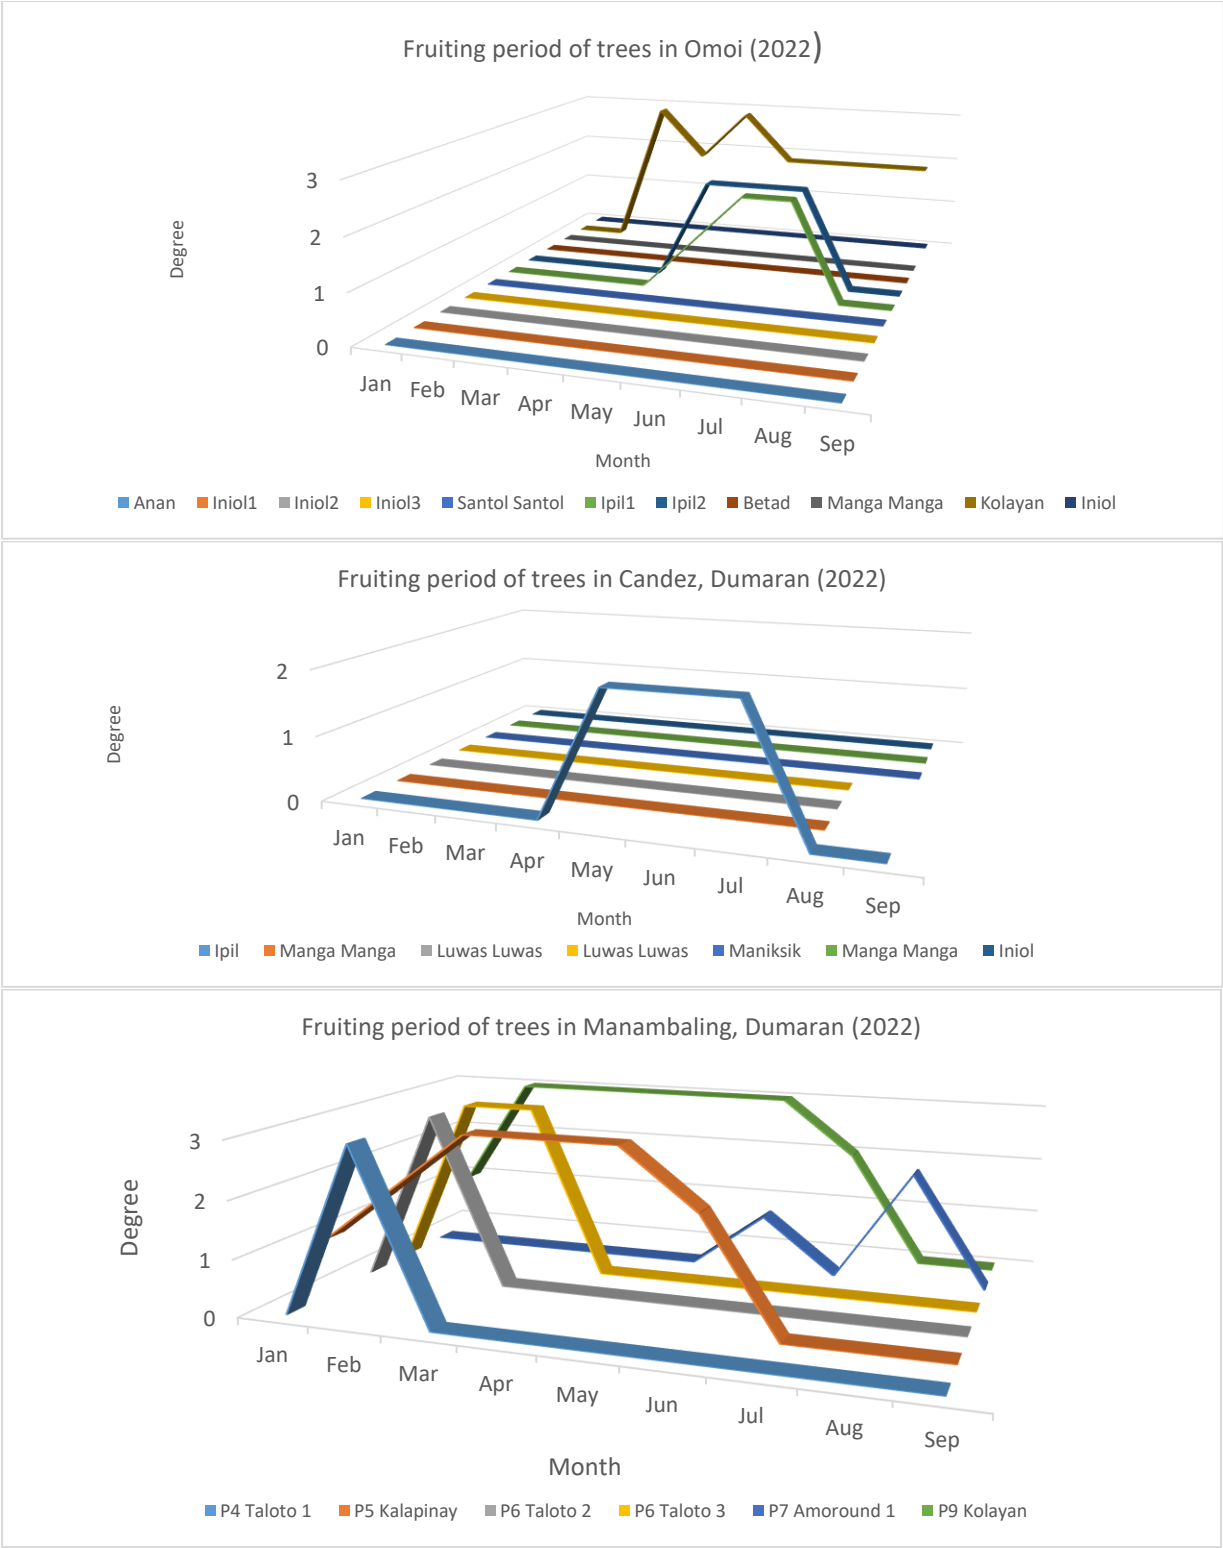 Fruiting period of trees in Omoi (2022)
3
2
1
0
Degree
Jan Feb Mar Apr May Jun Jul Aug Sep
Month
Anan Iniol1 Iniol2 Iniol3 Santol Santol Ipil1 Ipil2 Betad Manga Manga Kolayan Iniol
Fruiting period of trees in Candez, Dumaran (2022)
2
1
0
Degree
Jan Feb Mar Apr May Jun Jul Aug Sep
Month
Ipil Manga Manga Luwas Luwas Luwas Luwas Maniksik Manga Manga Iniol
Fruiting period of trees in Manambaling, Dumaran (2022)
3
2
1
0
Degree
Jan Feb Mar Apr May Jun Jul Aug Sep
Month
P4 Taloto 1 P5 Kalapinay P6 Taloto 2 P6 Taloto 3 P7 Amoround 1 P9 Kolayan